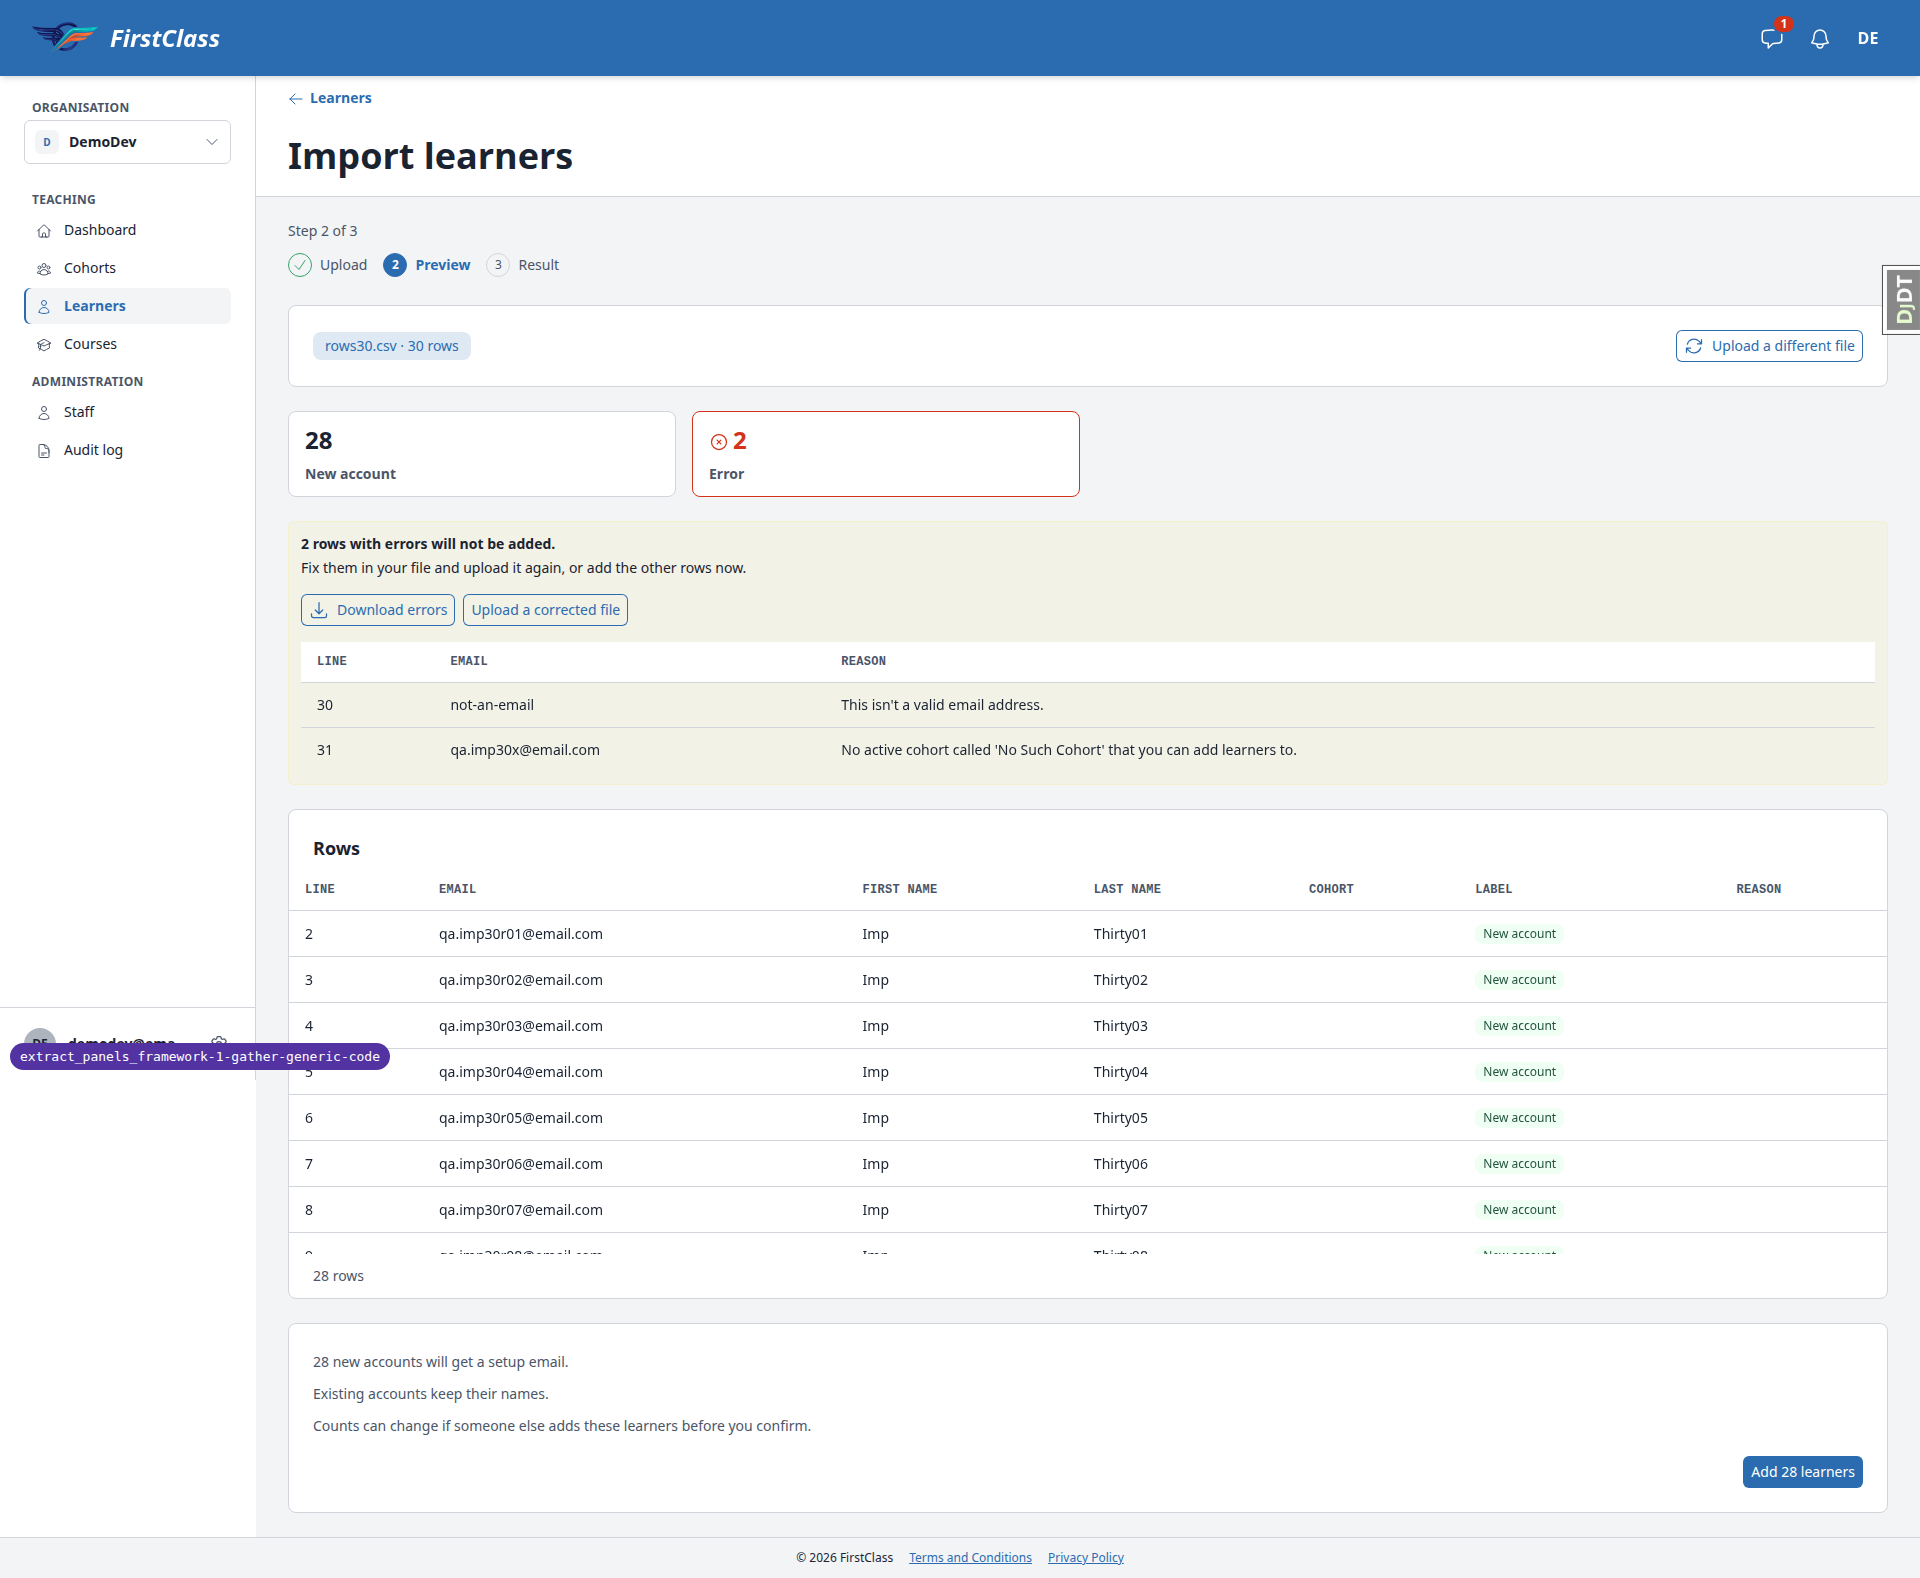 FirstClass
1
DE
ORGANISATION
D DemoDev
TEACHING
Dashboard
Cohorts
Learners
Courses
ADMINISTRATION
Staff
Audit log
extract_panels_framework-1-gather-generic-code
Learners
Import learners
Step 2 of 3
Upload 2 Preview 3 Result
DjDT
rows30.csv · 30 rows
Upload a different file
28
New account
2
Error
2 rows with errors will not be added.
Fix them in your file and upload it again, or add the other rows now.
Download errors Upload a corrected file
LINE EMAIL REASON
30 not-an-email This isn't a valid email address.
31 qa.imp30x@email.com No active cohort called 'No Such Cohort' that you can add learners to.
Rows
LINE EMAIL FIRST NAME LAST NAME COHORT LABEL REASON
2 qa.imp30r01@email.com Imp Thirty01 New account
3 qa.imp30r02@email.com Imp Thirty02 New account
4 qa.imp30r03@email.com Imp Thirty03 New account
5 qa.imp30r04@email.com Imp Thirty04 New account
6 qa.imp30r05@email.com Imp Thirty05 New account
7 qa.imp30r06@email.com Imp Thirty06 New account
8 qa.imp30r07@email.com Imp Thirty07 New account
28 rows
28 new accounts will get a setup email.
Existing accounts keep their names.
Counts can change if someone else adds these learners before you confirm.
Add 28 learners
© 2026 FirstClass Terms and Conditions Privacy Policy